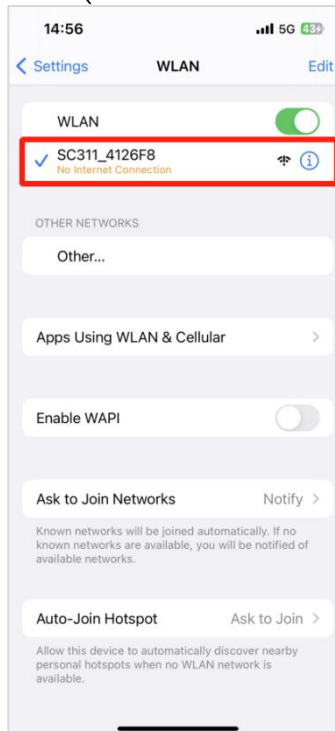 14:56 5G 43
Settings WLAN Edit
WLAN
SC311_4126F8
No Internet Connection
OTHER NETWORKS
Other...
Apps Using WLAN & Cellular
Enable WAPI
Ask to Join Networks Notify
Known networks will be joined automatically. If no
known networks are available, you will be notified of
available networks.
Auto-Join Hotspot Ask to Join
Allow this device to automatically discover nearby
personal hotspots when no WLAN network is
available.